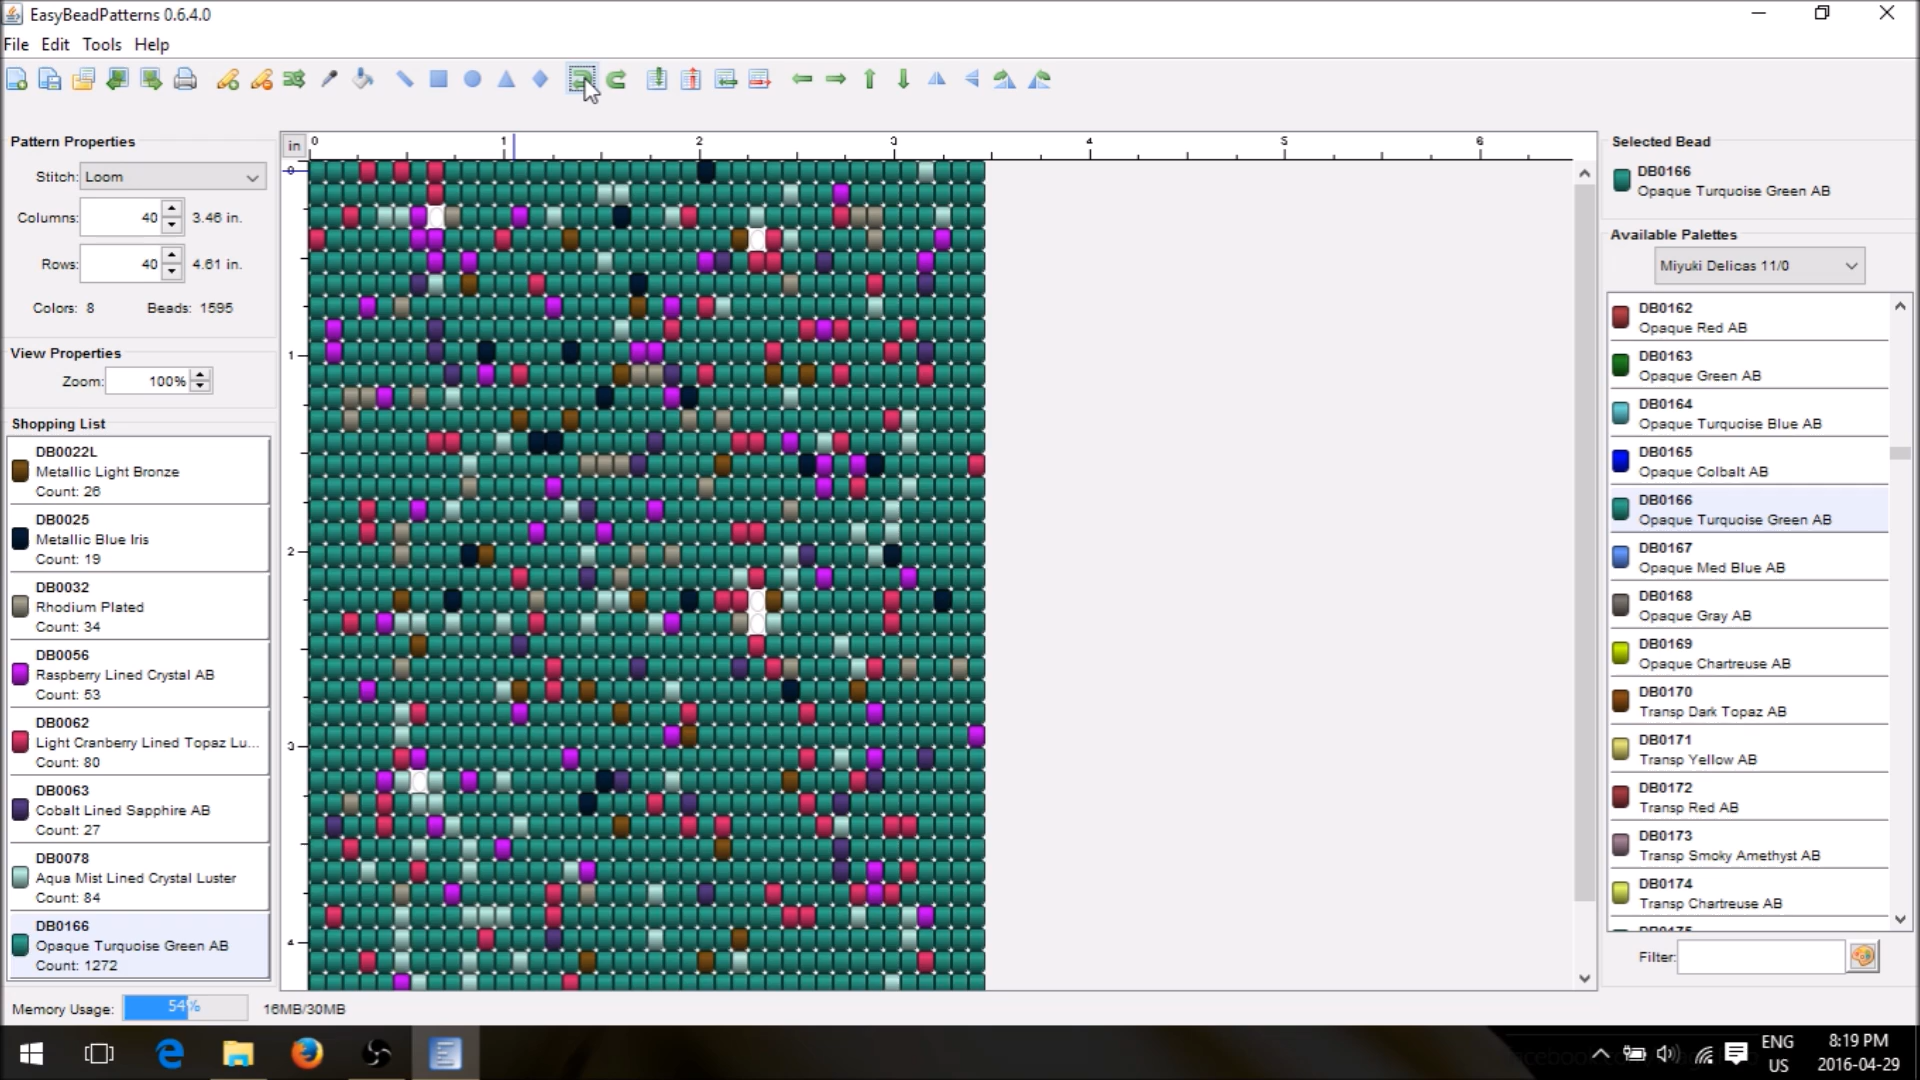 EasyBeadPatterns 0.6.4.0
File Edit Tools Help
Pattern Properties
Stitch: Loom
Columns: 40 3.46 in.
Rows: 40 4.61 in.
Colors: 8 Beads: 1595
View Properties
Zoom: 100%
Shopping List
DB0022L
Metallic Light Bronze
Count: 26
DB0025
Metallic Blue Iris
Count: 19
DB0032
Rhodium Plated
Count: 34
DB0056
Raspberry Lined Crystal AB
Count: 53
DB0062
Light Cranberry Lined Topaz Lu...
Count: 80
DB0063
Cobalt Lined Sapphire AB
Count: 27
DB0078
Aqua Mist Lined Crystal Luster
Count: 84
DB0166
Opaque Turquoise Green AB
Count: 1272
Memory Usage: 54% 16MB/30MB
in 0 1 2 3 4 5 6
0
1
2
3
4
Selected Bead
DB0166
Opaque Turquoise Green AB
Available Palettes
Miyuki Delicas 11/0
DB0162
Opaque Red AB
DB0163
Opaque Green AB
DB0164
Opaque Turquoise Blue AB
DB0165
Opaque Colbalt AB
DB0166
Opaque Turquoise Green AB
DB0167
Opaque Med Blue AB
DB0168
Opaque Gray AB
DB0169
Opaque Chartreuse AB
DB0170
Transp Dark Topaz AB
DB0171
Transp Yellow AB
DB0172
Transp Red AB
DB0173
Transp Smoky Amethyst AB
DB0174
Transp Chartreuse AB
DB0175
Filter:
ENG
US
8:19 PM
2016-04-29